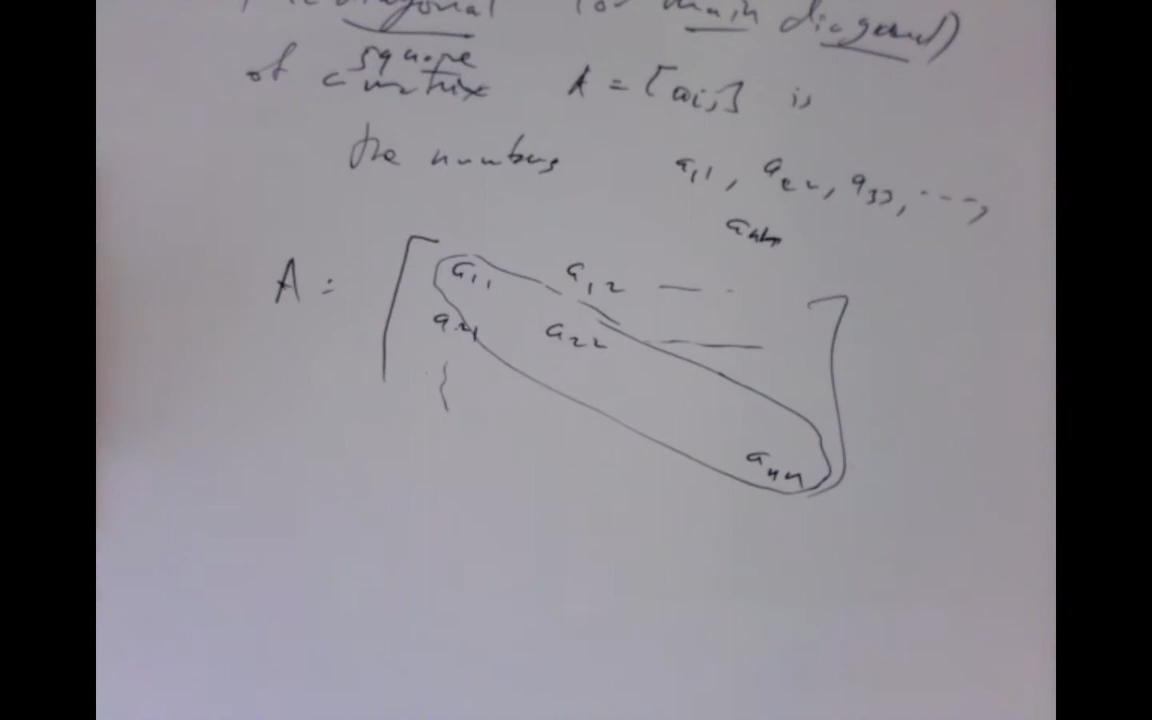 The diagonal (or main diagonal)
square
of a matrix A = [aij] is
the numbers a11, a22, a33, ---,
ann
A = [ a11 a12 -- -
a21 a22 ——
ann ]